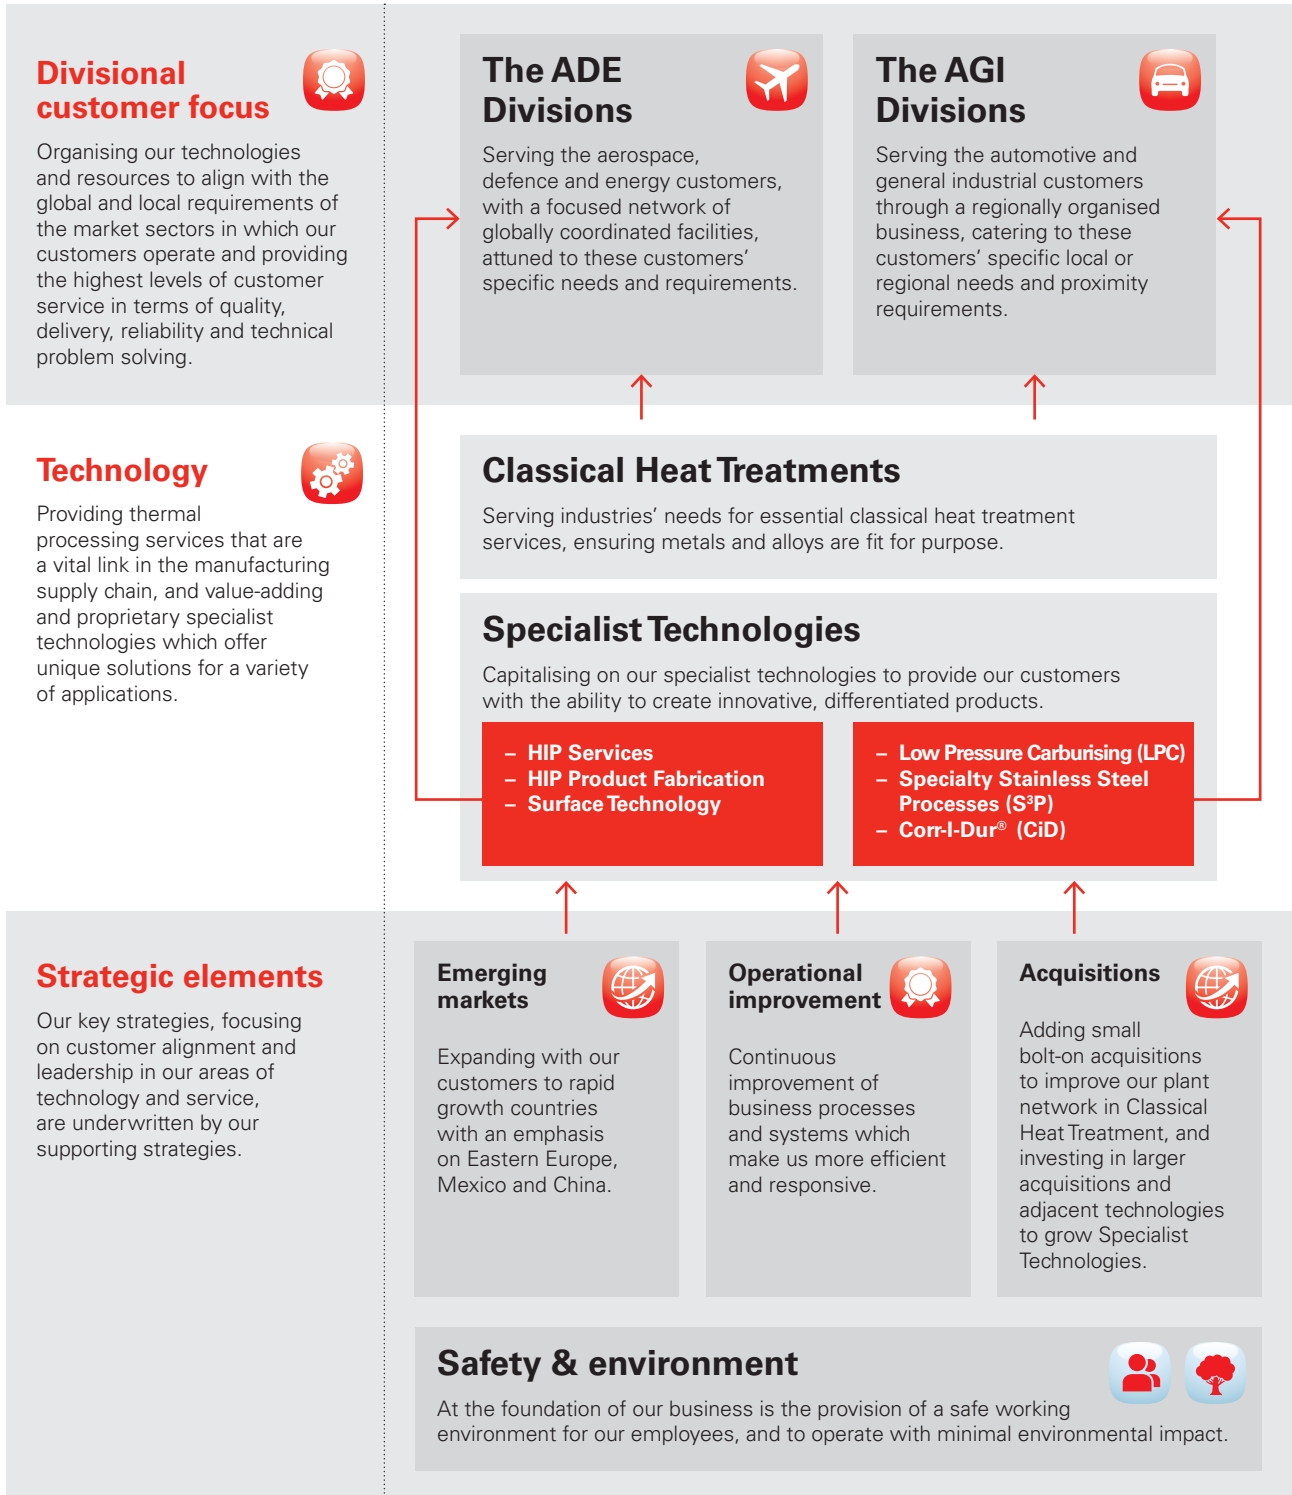 Divisional
customer focus
Organising our technologies
and resources to align with the
global and local requirements of
the market sectors in which our
customers operate and providing
the highest levels of customer
service in terms of quality,
delivery, reliability and technical
problem solving.
The ADE
Divisions
Serving the aerospace,
defence and energy customers,
with a focused network of
globally coordinated facilities,
attuned to these customers’
specific needs and requirements.
The AGI
Divisions
Serving the automotive and
general industrial customers
through a regionally organised
business, catering to these
customers’ specific local or
regional needs and proximity
requirements.
Technology
Providing thermal
processing services that are
a vital link in the manufacturing
supply chain, and value-adding
and proprietary specialist
technologies which offer
unique solutions for a variety
of applications.
Classical Heat Treatments
Serving industries’ needs for essential classical heat treatment
services, ensuring metals and alloys are fit for purpose.
Specialist Technologies
Capitalising on our specialist technologies to provide our customers
with the ability to create innovative, differentiated products.
– HIP Services
– HIP Product Fabrication
– Surface Technology
– Low Pressure Carburising (LPC)
– Specialty Stainless Steel
Processes (S³P)
– Corr-I-Dur® (CiD)
Strategic elements
Our key strategies, focusing
on customer alignment and
leadership in our areas of
technology and service,
are underwritten by our
supporting strategies.
Emerging
markets
Expanding with our
customers to rapid
growth countries
with an emphasis
on Eastern Europe,
Mexico and China.
Operational
improvement
Continuous
improvement of
business processes
and systems which
make us more efficient
and responsive.
Acquisitions
Adding small
bolt-on acquisitions
to improve our plant
network in Classical
Heat Treatment, and
investing in larger
acquisitions and
adjacent technologies
to grow Specialist
Technologies.
Safety & environment
At the foundation of our business is the provision of a safe working
environment for our employees, and to operate with minimal environmental impact.